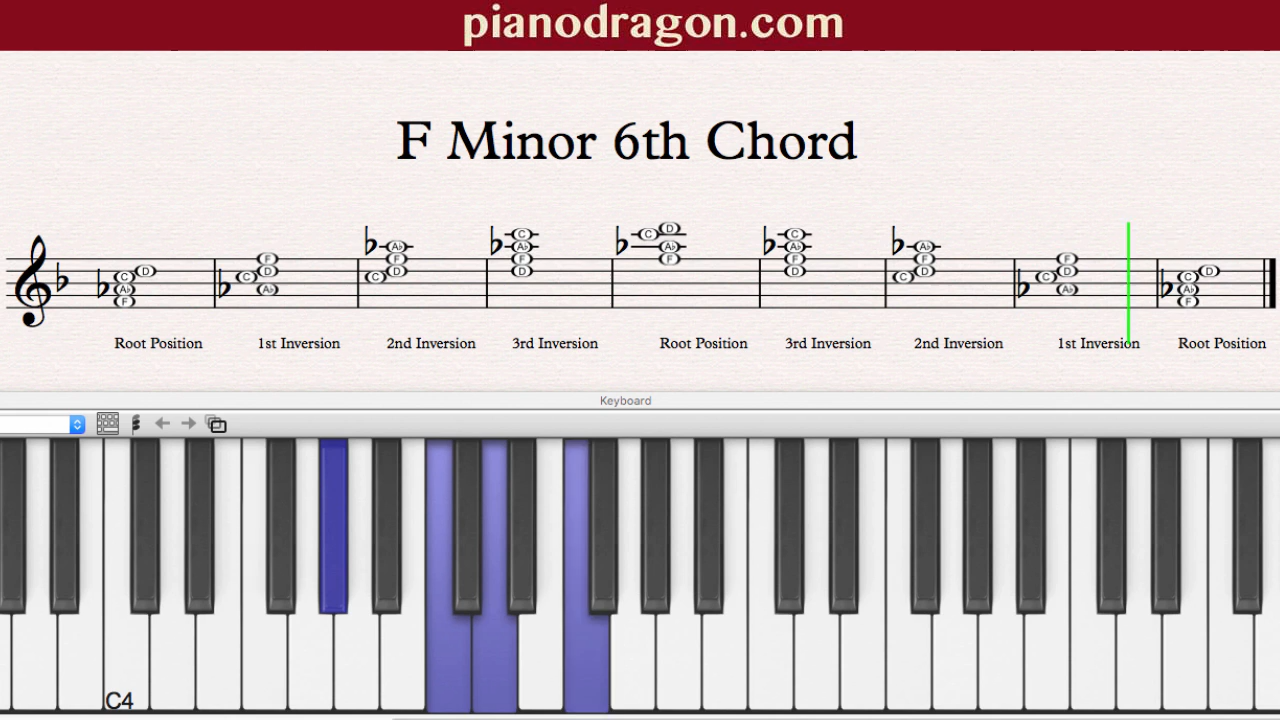 pianodragon.com
F Minor 6th Chord
C D A♭ F
F D C A♭
A♭ F D C
C A♭ F D
C D A♭ F
C A♭ F D
A♭ F D C
F D C A♭
C D A♭ F
Root Position 1st Inversion 2nd Inversion 3rd Inversion Root Position 3rd Inversion 2nd Inversion 1st Inversion Root Position
Keyboard
C4